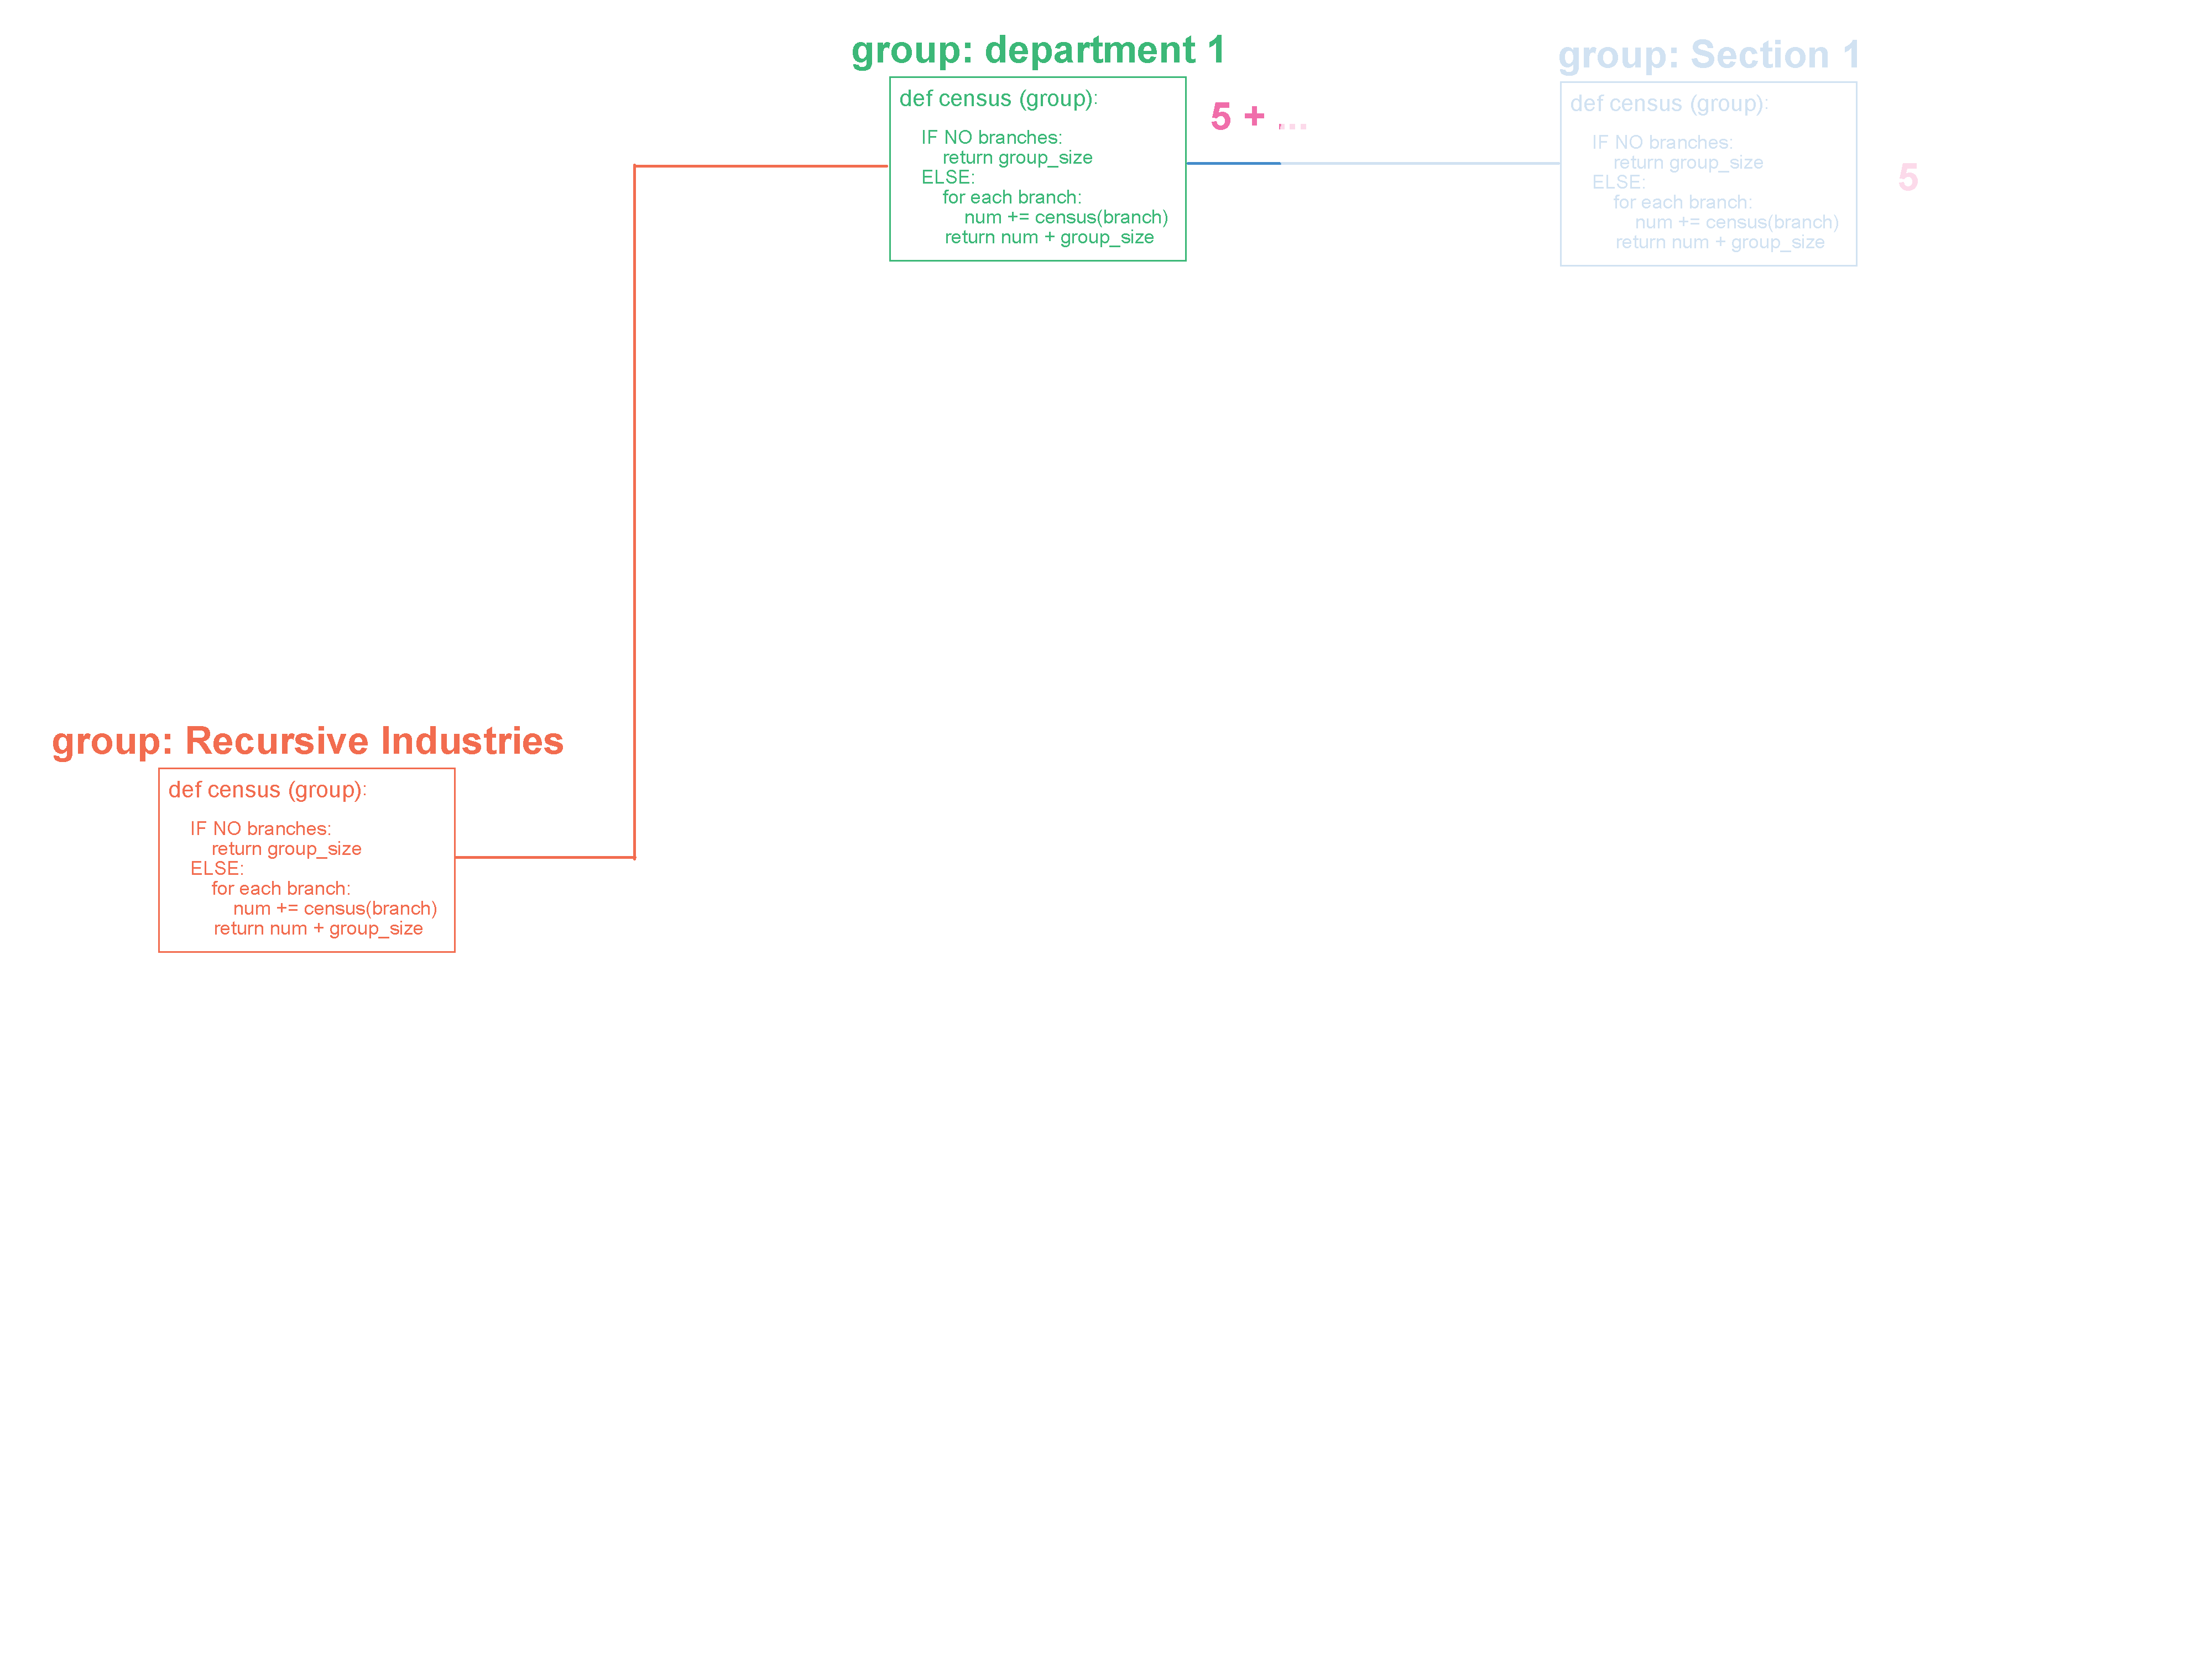 group: department 1
def census (group):
IF NO branches:
return group_size
ELSE:
for each branch:
num += census(branch)
return num + group_size
5 + ...
group: Section 1
def census (group):
IF NO branches:
return group_size
ELSE:
for each branch:
num += census(branch)
return num + group_size
5
group: Recursive Industries
def census (group):
IF NO branches:
return group_size
ELSE:
for each branch:
num += census(branch)
return num + group_size